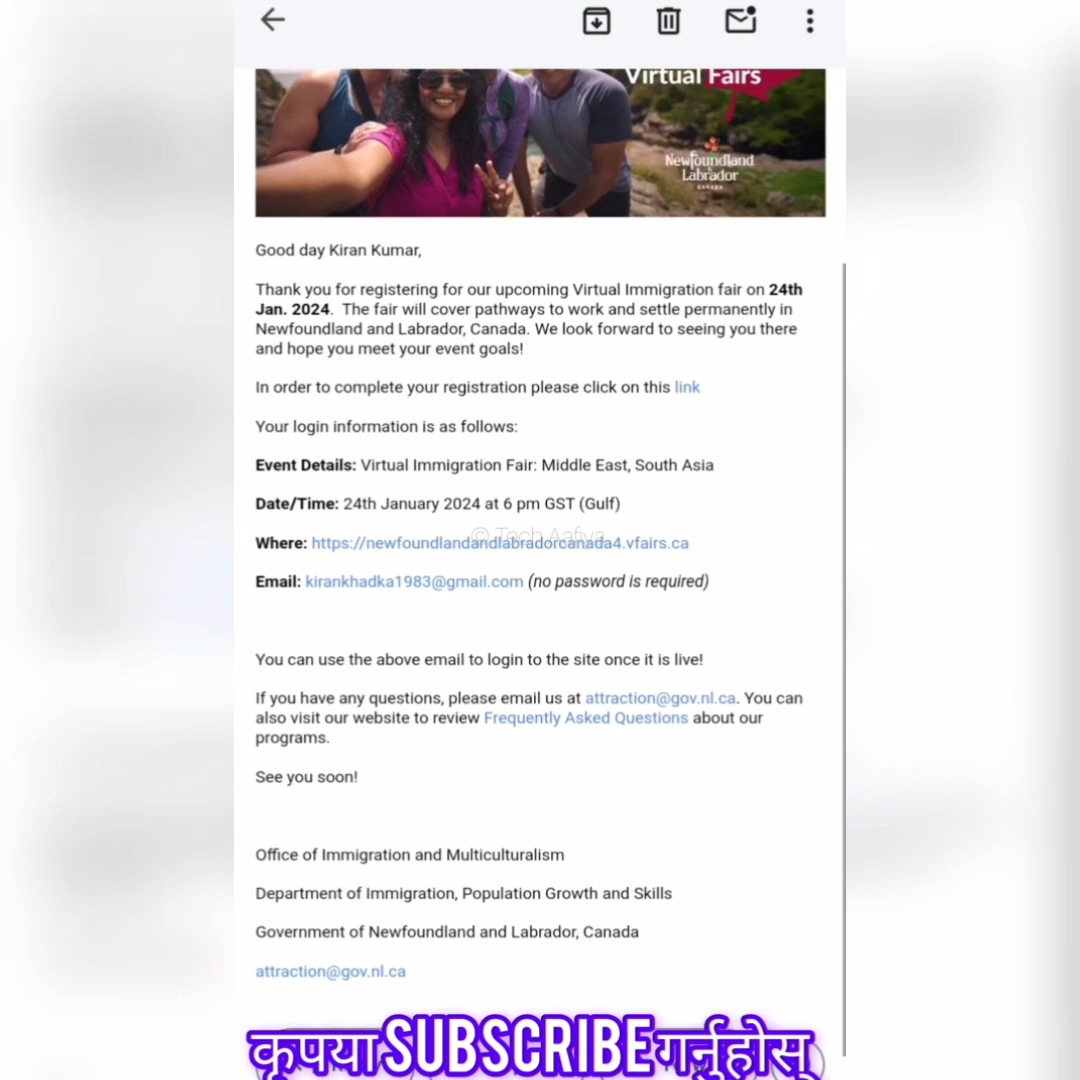 Virtual Fairs
Newfoundland
Labrador
CANADA
Good day Kiran Kumar,
Thank you for registering for our upcoming Virtual Immigration fair on 24th
Jan. 2024. The fair will cover pathways to work and settle permanently in
Newfoundland and Labrador, Canada. We look forward to seeing you there
and hope you meet your event goals!
In order to complete your registration please click on this link
Your login information is as follows:
Event Details: Virtual Immigration Fair: Middle East, South Asia
Date/Time: 24th January 2024 at 6 pm GST (Gulf)
© Tech Aafiya
Where: https://newfoundlandandlabradorcanada4.vfairs.ca
Email: kirankhadka1983@gmail.com (no password is required)
You can use the above email to login to the site once it is live!
If you have any questions, please email us at attraction@gov.nl.ca. You can
also visit our website to review Frequently Asked Questions about our
programs.
See you soon!
Office of Immigration and Multiculturalism
Department of Immigration, Population Growth and Skills
Government of Newfoundland and Labrador, Canada
attraction@gov.nl.ca
कृपया SUBSCRIBE गर्नुहोस्